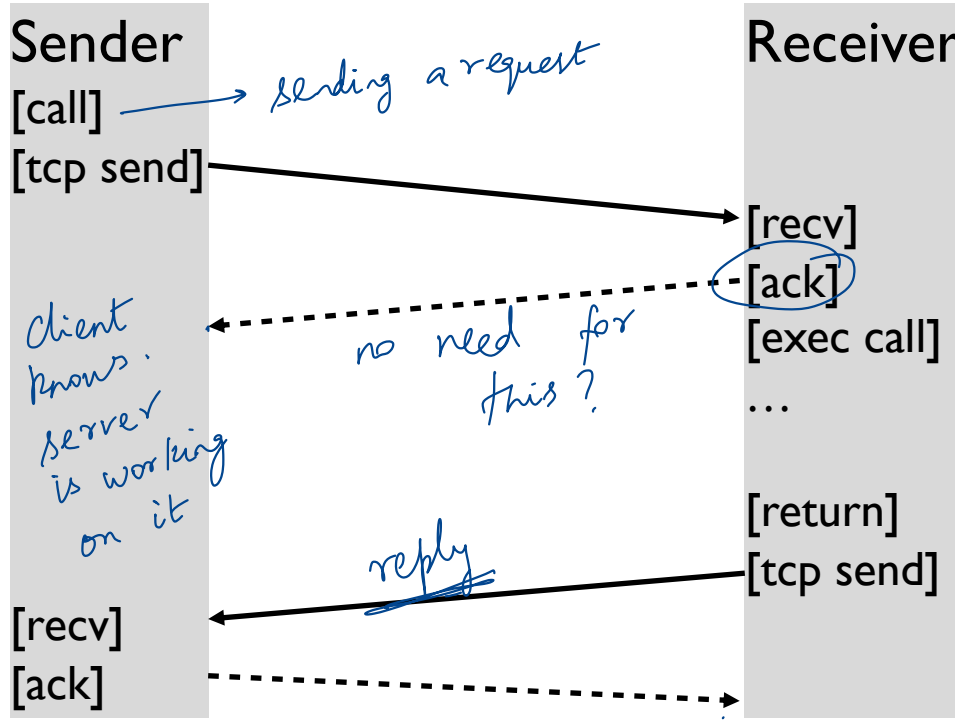 Sender
Receiver
[call]
sending a request
[tcp send]
[recv]
[ack]
[exec call]
…
client
knows.
server
is working
on it
no need for
this?
[return]
[tcp send]
reply
[recv]
[ack]